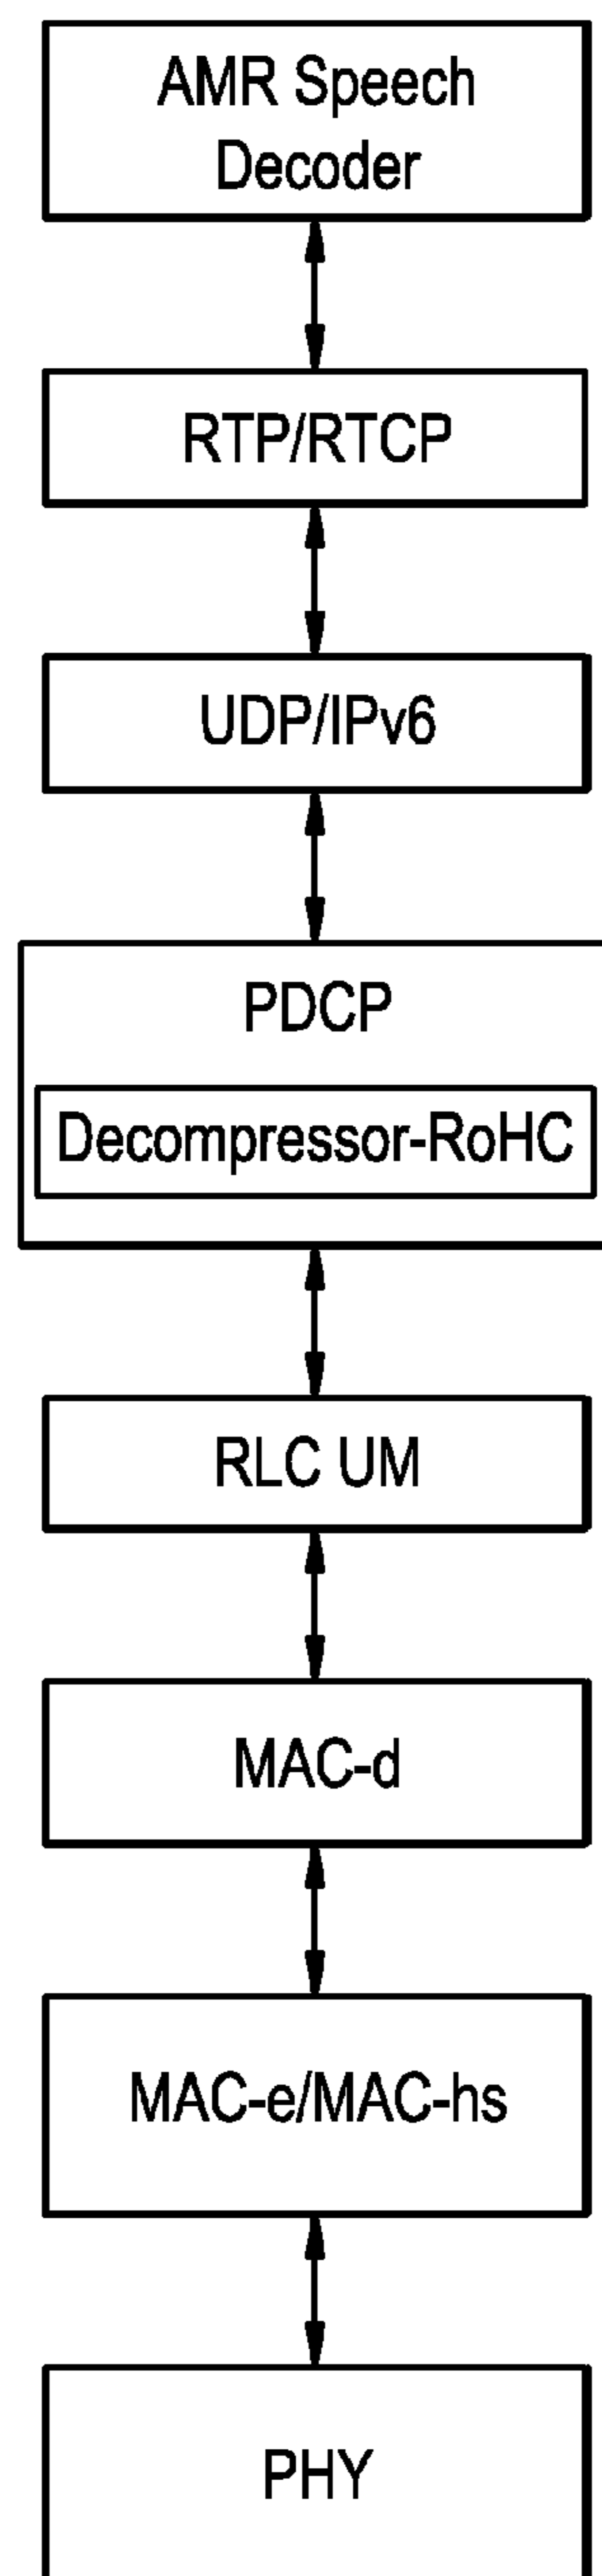 AMR Speech
Decoder
RTP/RTCP
UDP/IPv6
PDCP
Decompressor-RoHC
RLC UM
MAC-d
MAC-e/MAC-hs
PHY